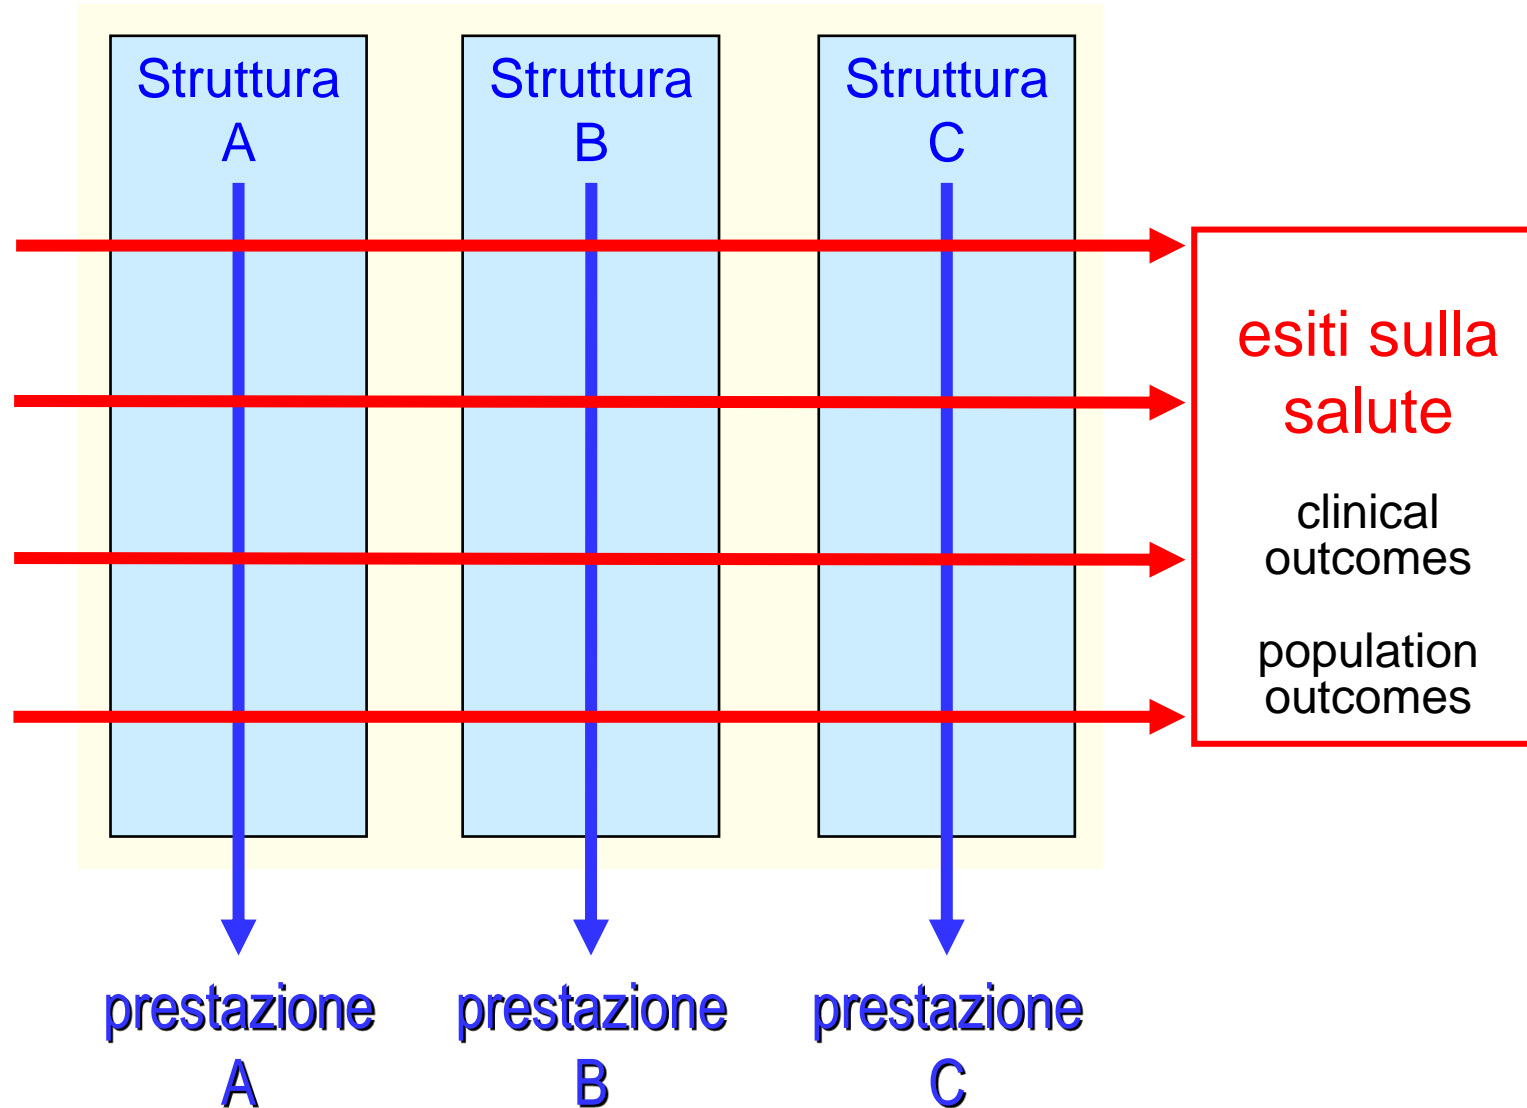 Struttura
A
Struttura
B
Struttura
C
esiti sulla
salute
clinical
outcomes
population
outcomes
prestazione
A
prestazione
B
prestazione
C